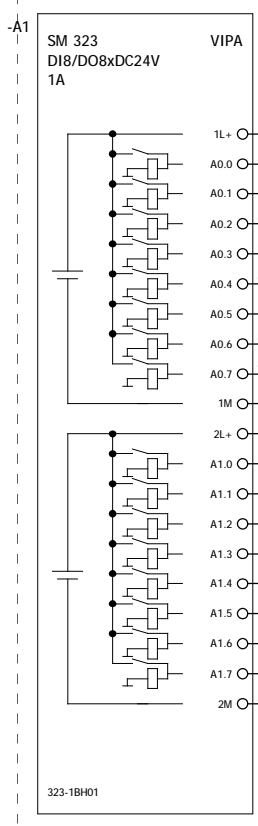 -A1
SM 323 VIPA
DI8/DO8xDC24V
1A
1L+
A0.0
A0.1
A0.2
A0.3
A0.4
A0.5
A0.6
A0.7
1M
2L+
A1.0
A1.1
A1.2
A1.3
A1.4
A1.5
A1.6
A1.7
2M
323-1BH01